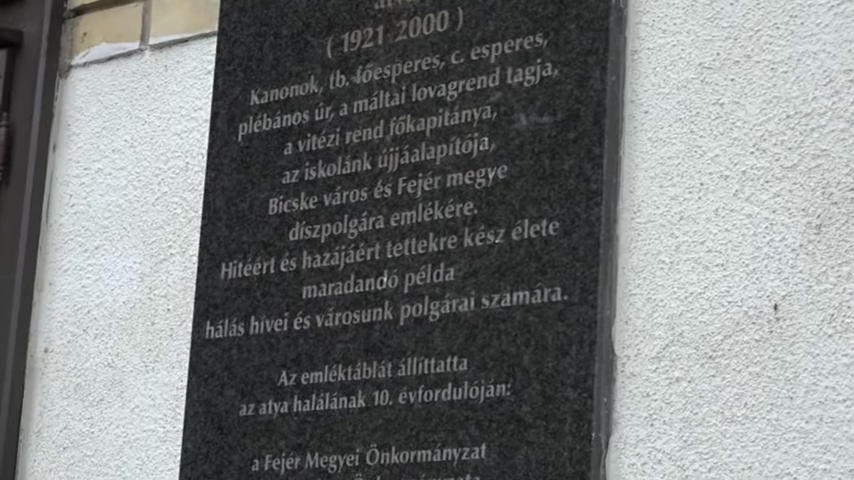 ( 1921 2000 )
Kanonok, tb. főesperes, c. esperes,
plébános úr, a máltai lovagrend tagja,
a vitézi rend főkapitánya,
az iskolánk újjáalapítója,
Bicske város és Fejér megye
díszpolgára emlékére.
Hitéért és hazájáért tettekre kész élete
maradandó példa
hálás hívei és városunk polgárai számára.
Az emléktáblát állíttatta
az atya halálának 10. évfordulóján:
a Fejér Megyei Önkormányzat